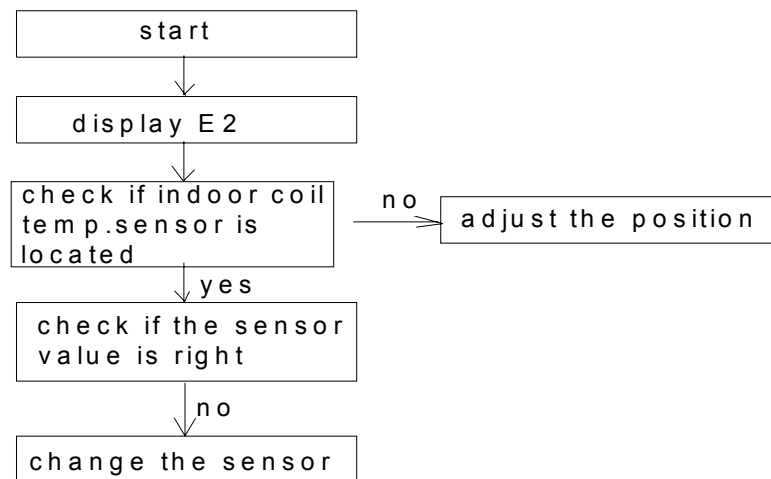 start
display E2
check if indoor coil
temp.sensor is
located
no
adjust the position
yes
check if the sensor
value is right
no
change the sensor